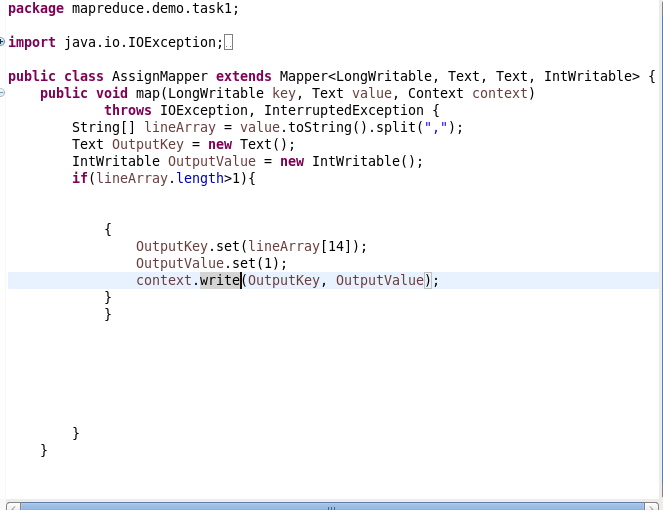 package mapreduce.demo.task1;
import java.io.IOException;
public class AssignMapper extends Mapper<LongWritable, Text, Text, IntWritable> {
public void map(LongWritable key, Text value, Context context)
throws IOException, InterruptedException {
String[] lineArray = value.toString().split(",");
Text OutputKey = new Text();
IntWritable OutputValue = new IntWritable();
if(lineArray.length>1){
{
OutputKey.set(lineArray[14]);
OutputValue.set(1);
context.write(OutputKey, OutputValue);
}
}
}
}